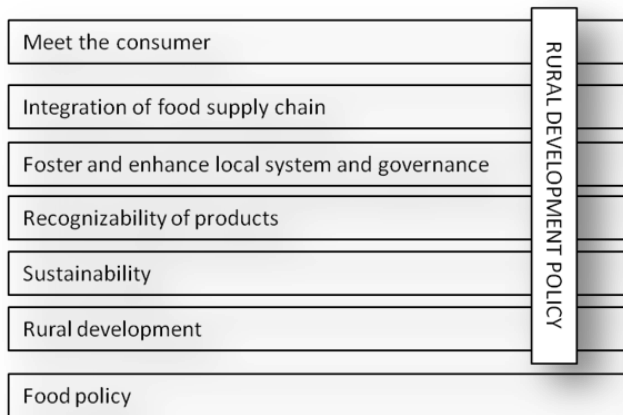 Meet the consumer
Integration of food supply chain
Foster and enhance local system and governance
Recognizability of products
Sustainability
Rural development
Food policy
RURAL DEVELOPMENT POLICY